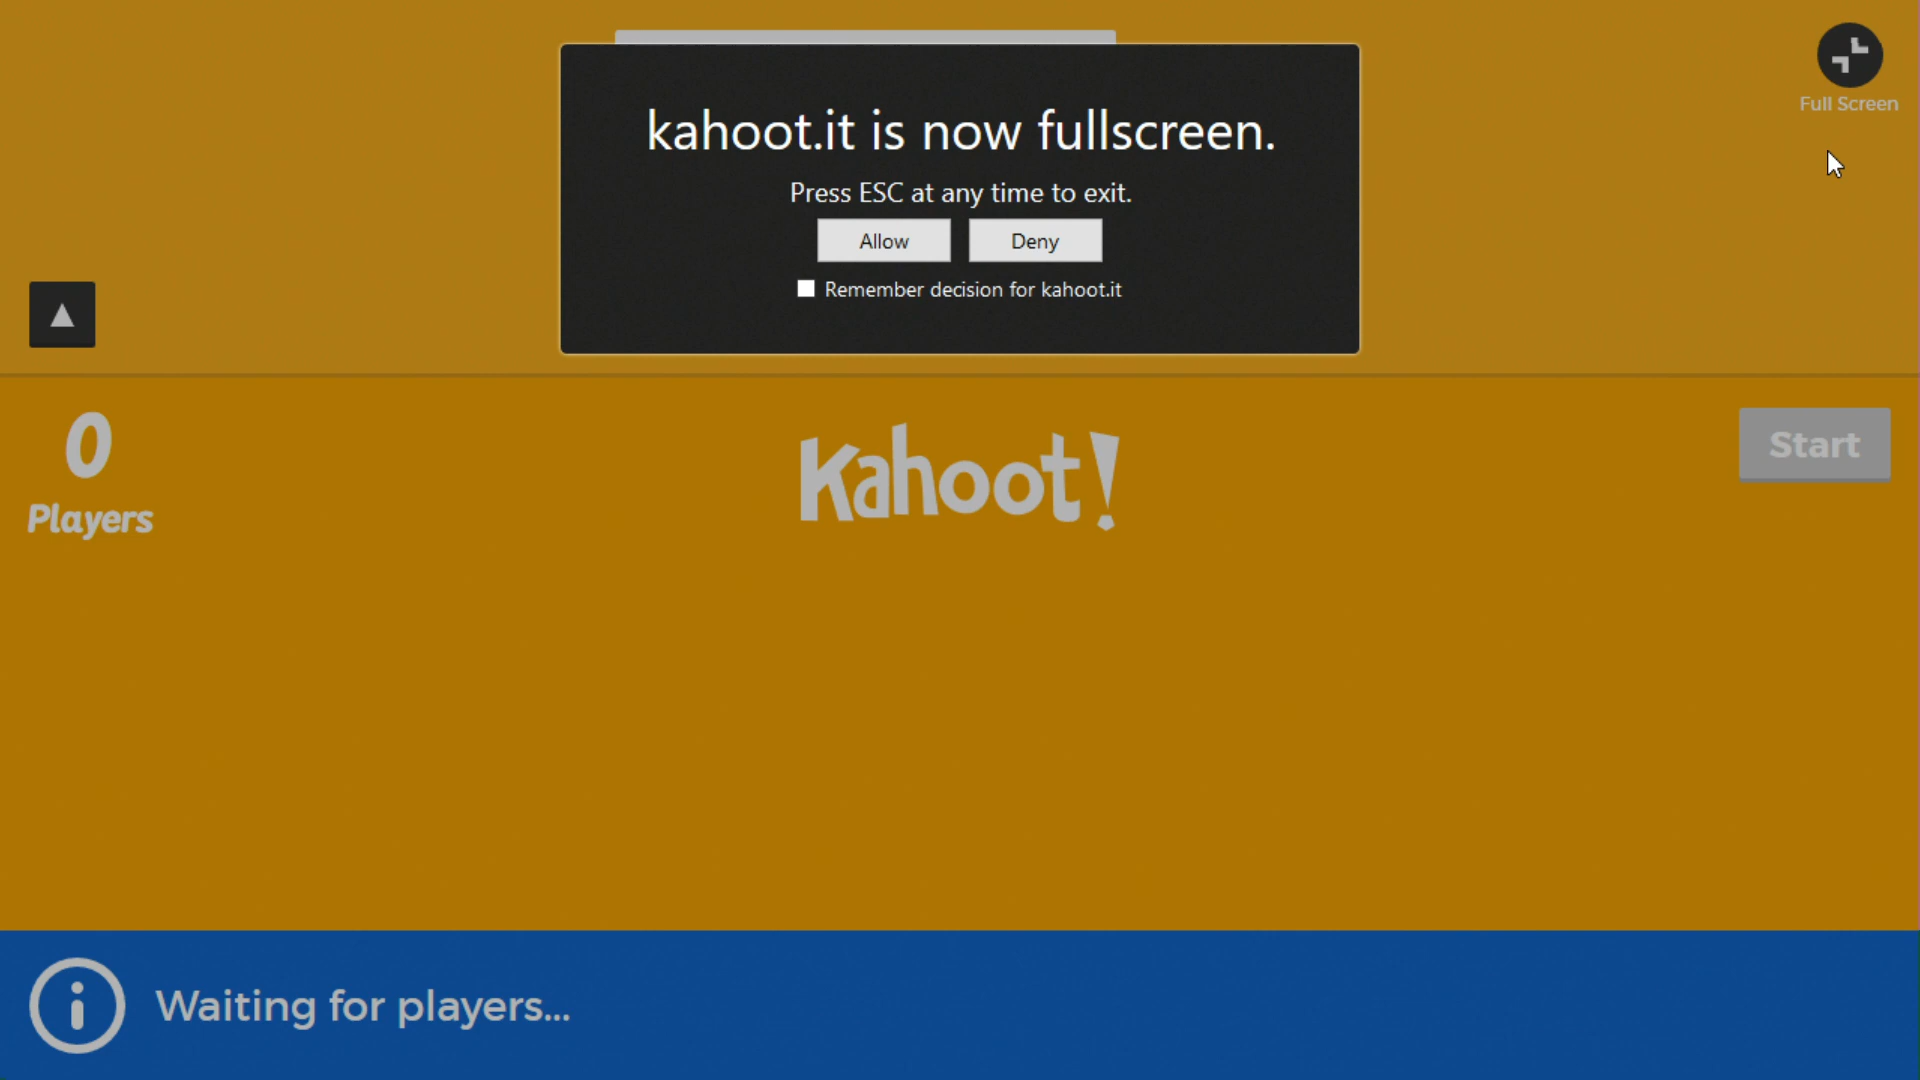 kahoot.it is now fullscreen.
Press ESC at any time to exit.
Allow Deny
Remember decision for kahoot.it
Full Screen
0
Players
Kahoot!
Start
Waiting for players...